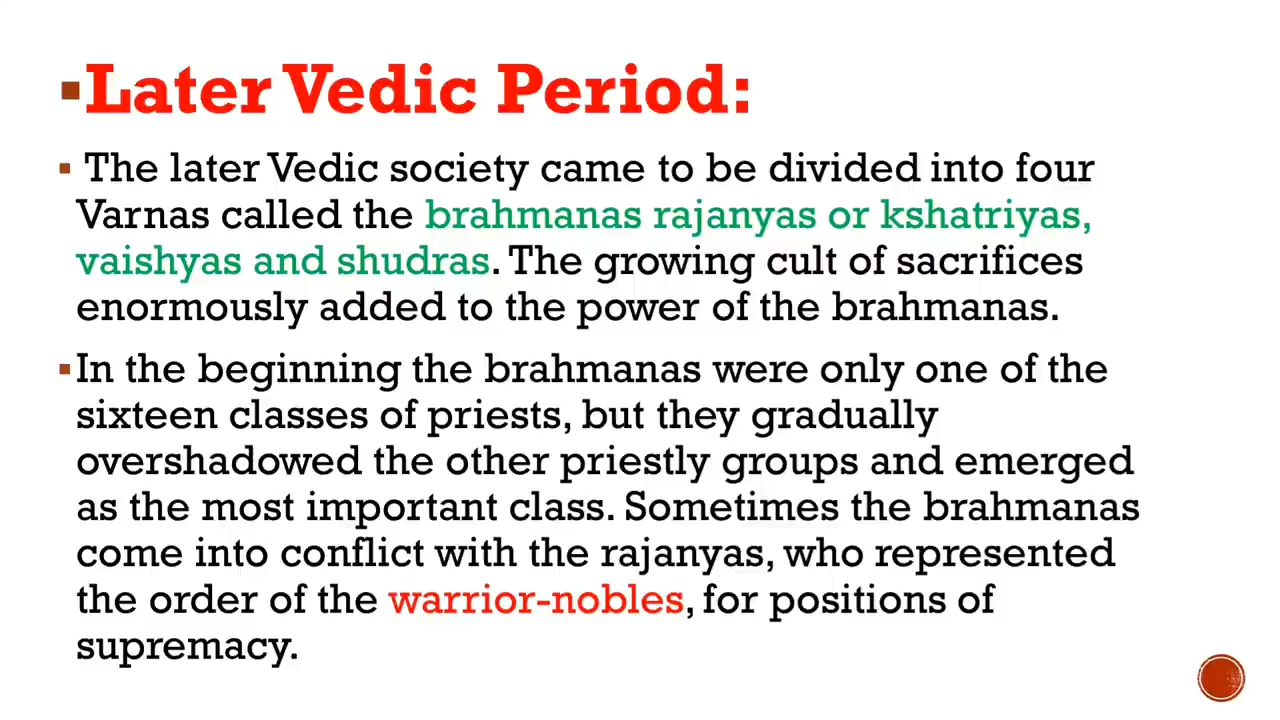 ▪Later Vedic Period:
▪ The later Vedic society came to be divided into four
Varnas called the brahmanas rajanyas or kshatriyas,
vaishyas and shudras. The growing cult of sacrifices
enormously added to the power of the brahmanas.
▪In the beginning the brahmanas were only one of the
sixteen classes of priests, but they gradually
overshadowed the other priestly groups and emerged
as the most important class. Sometimes the brahmanas
come into conflict with the rajanyas, who represented
the order of the warrior-nobles, for positions of
supremacy.